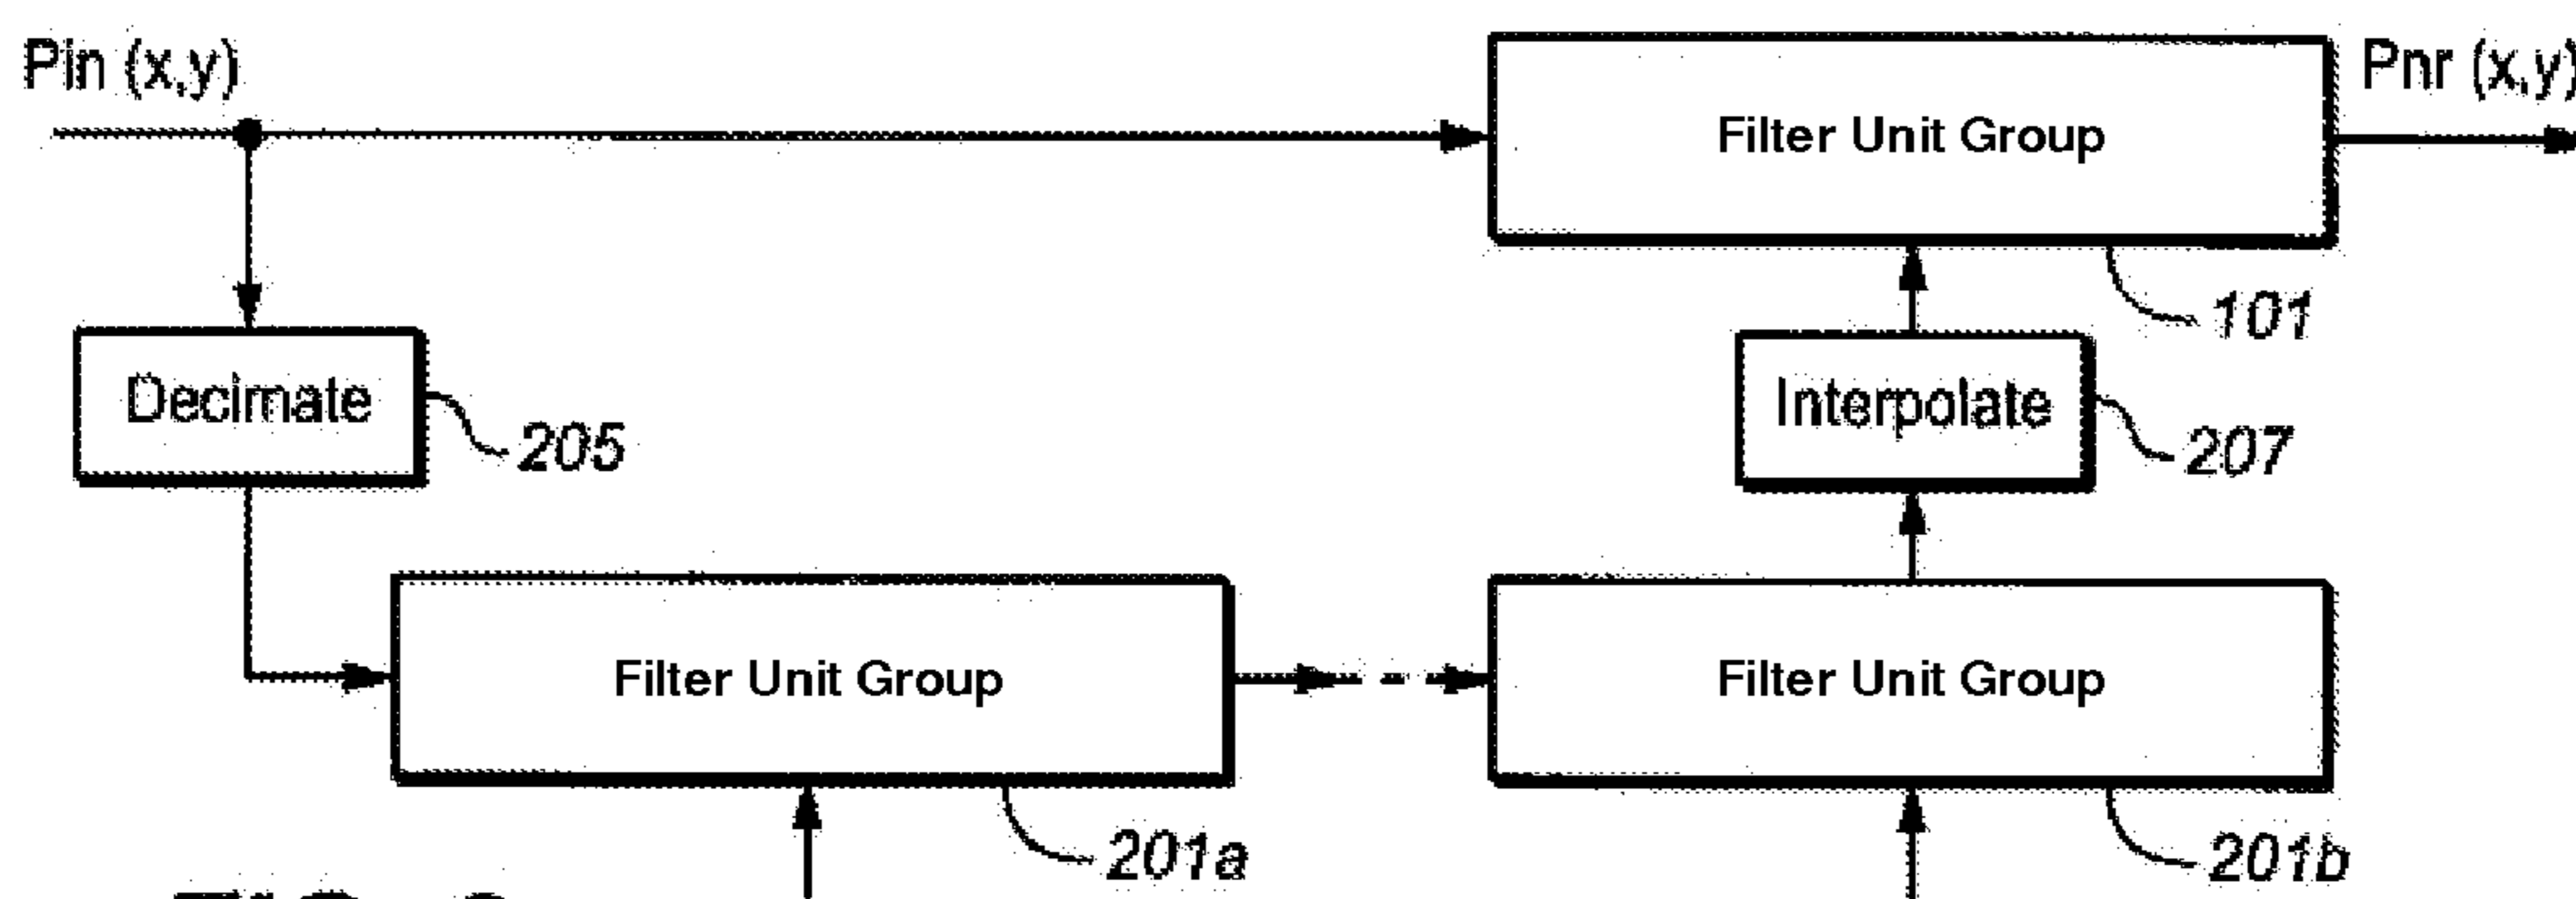 Pin (x,y)
Filter Unit Group
Pnr (x,y)
101
Decimate
205
Interpolate
207
Filter Unit Group
Filter Unit Group
201a
201b